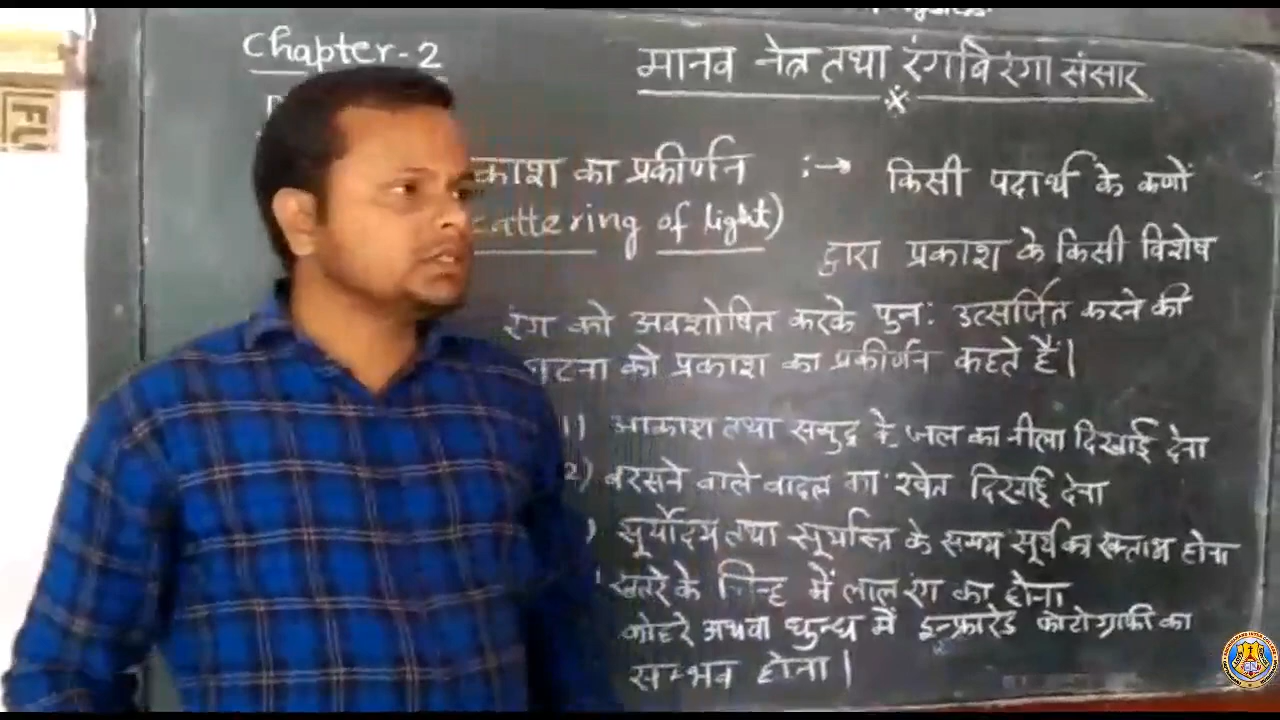 Chapter-2
मानव नेत्र तथा रंगबिरंगा संसार
काश का प्रकीर्णन :→ किसी पदार्थ के कणों
cattering of light) द्वारा प्रकाश के किसी विशेष
रंग को अवशोषित करके पुन: उत्सर्जित करने की
घटना को प्रकाश का प्रकीर्णन कहते हैं।
1) आकाश तथा समुद्र के जल का नीला दिखाई देना
2) बरसने वाले बादल का श्वेत दिखाई देना
) सूर्योदय तथा सूर्यास्त के समय सूर्य का रक्ताभ होना
खतरे के चिन्ह में लाल रंग का होना
कोहरे अथवा धुन्ध में इन्फ्रारेड फोटोग्राफी का
सम्भव होना।